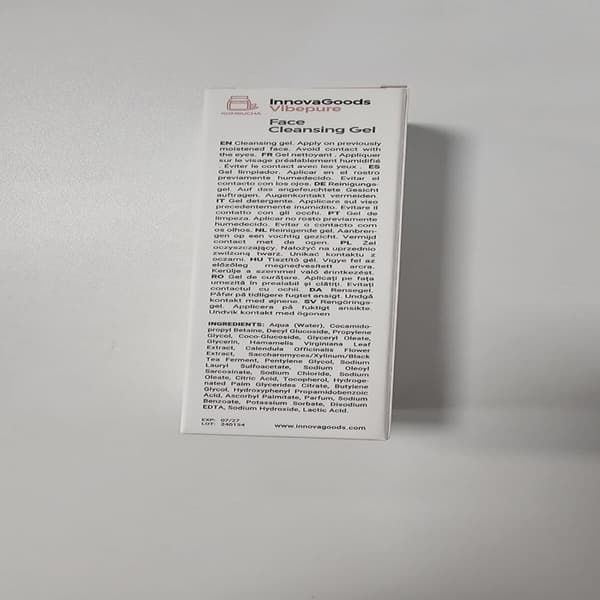 KOMBUCHA
InnovaGoods
Vibepure
Face
Cleansing Gel
EN Cleansing gel. Apply on previously
moistened face. Avoid contact with
the eyes. FR Gel nettoyant . Appliquer
sur le visage préalablement humidifié
. Éviter le contact avec les yeux . ES
Gel limpiador. Aplicar en el rostro
previamente humedecido. Evitar el
contacto con los ojos. DE Reinigungs-
gel. Auf das angefeuchtete Gesicht
auftragen. Augenkontakt vermeiden.
IT Gel detergente. Applicare sul viso
precedentemente inumidito. Evitare il
contatto con gli occhi. PT Gel de
limpeza. Aplicar no rosto previamente
humedecido. Evitar o contacto com
os olhos. NL Reinigende gel. Aanbren-
gen op een vochtig gezicht. Vermijd
contact met de ogen. PL Żel
oczyszczający. Nałożyć na uprzednio
zwilżoną twarz. Unikać kontaktu z
oczami. HU Tisztító gél. Vigye fel az
előzőleg megnedvesített arcra.
Kerülje a szemmel való érintkezést.
RO Gel de curățare. Aplicați pe fața
umezită în prealabil și clătiți. Evitați
contactul cu ochii. DA Rensegel.
Påfør på tidligere fugtet ansigt. Undgå
kontakt med øjnene. SV Rengörings-
gel. Applicera på fuktigt ansikte.
Undvik kontakt med ögonen
INGREDIENTS: Aqua (Water), Cocamido-
propyl Betaine, Decyl Glucoside, Propylene
Glycol, Coco-Glucoside, Glyceryl Oleate,
Glycerin, Hamamelis Virginiana Leaf
Extract, Calendula Officinalis Flower
Extract, Saccharomyces/Xylinum/Black
Tea Ferment, Pentylene Glycol, Sodium
Lauryl Sulfoacetate, Sodium Oleoyl
Sarcosinate, Sodium Chloride, Sodium
Oleate, Citric Acid, Tocopherol, Hydroge-
nated Palm Glycerides Citrate, Butylene
Glycol, Hydroxyphenyl Propamidobenzoic
Acid, Ascorbyl Palmitate, Parfum, Sodium
Benzoate, Potassium Sorbate, Disodium
EDTA, Sodium Hydroxide, Lactic Acid.
EXP: 07/27
LOT: 240154
www.innovagoods.com